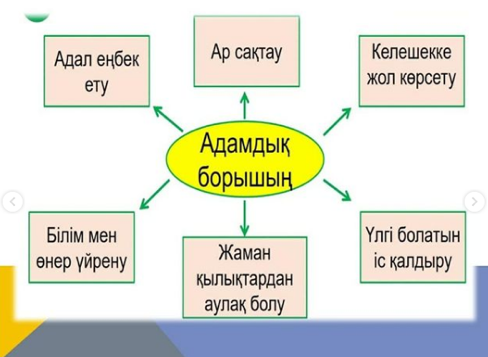 Адал еңбек
ету
Ар сақтау
Келешекке
жол көрсету
Адамдық
борышың
Білім мен
өнер үйрену
Жаман
қылықтардан
аулақ болу
Үлгі болатын
іс қалдыру